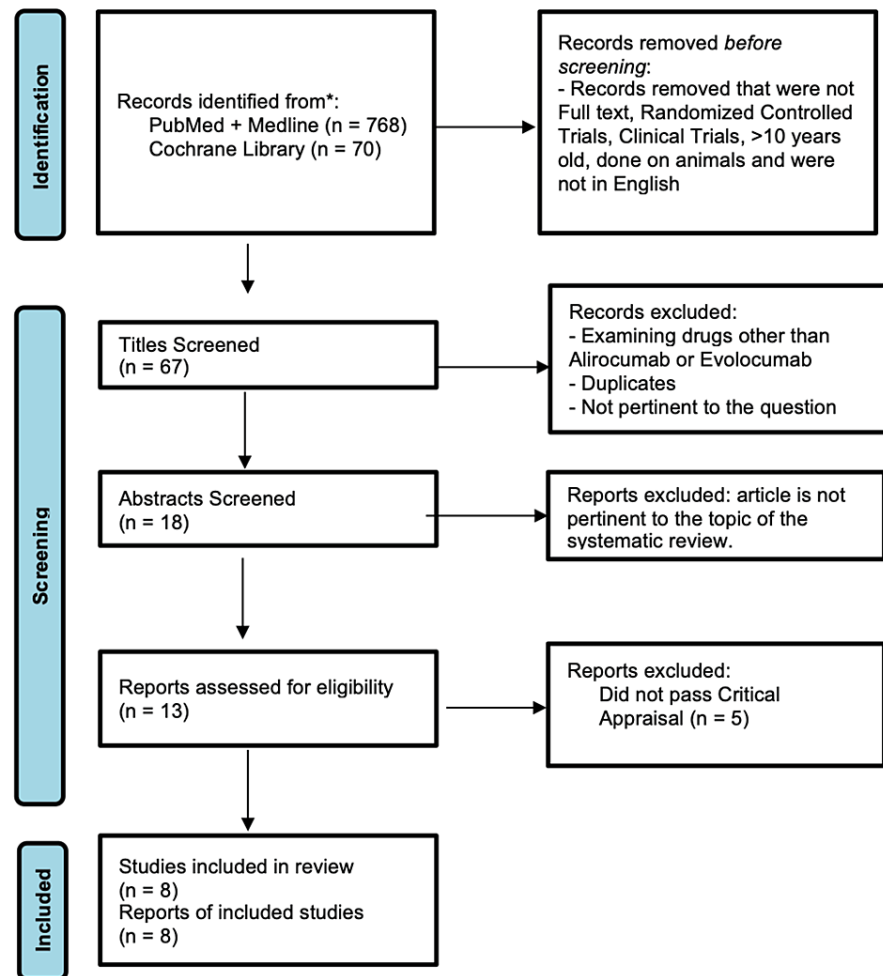 Identification
Records identified from*:
PubMed + Medline (n = 768)
Cochrane Library (n = 70)
Records removed before
screening:
- Records removed that were not
Full text, Randomized Controlled
Trials, Clinical Trials, >10 years
old, done on animals and were
not in English
Screening
Titles Screened
(n = 67)
Records excluded:
- Examining drugs other than
Alirocumab or Evolocumab
- Duplicates
- Not pertinent to the question
Abstracts Screened
(n = 18)
Reports excluded: article is not
pertinent to the topic of the
systematic review.
Reports assessed for eligibility
(n = 13)
Reports excluded:
Did not pass Critical
Appraisal (n = 5)
Included
Studies included in review
(n = 8)
Reports of included studies
(n = 8)